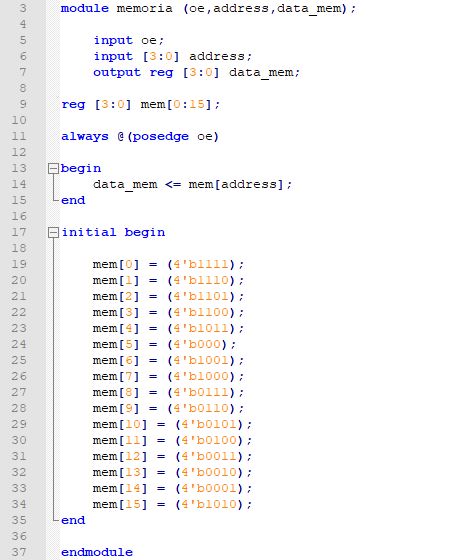 3 module memoria (oe,address,data_mem);
4
5 input oe;
6 input [3:0] address;
7 output reg [3:0] data_mem;
8
9 reg [3:0] mem[0:15];
10
11 always @(posedge oe)
12
13 begin
14 data_mem <= mem[address];
15 end
16
17 initial begin
18
19 mem[0] = (4'b1111);
20 mem[1] = (4'b1110);
21 mem[2] = (4'b1101);
22 mem[3] = (4'b1100);
23 mem[4] = (4'b1011);
24 mem[5] = (4'b000);
25 mem[6] = (4'b1001);
26 mem[7] = (4'b1000);
27 mem[8] = (4'b0111);
28 mem[9] = (4'b0110);
29 mem[10] = (4'b0101);
30 mem[11] = (4'b0100);
31 mem[12] = (4'b0011);
32 mem[13] = (4'b0010);
33 mem[14] = (4'b0001);
34 mem[15] = (4'b1010);
35 end
36
37 endmodule